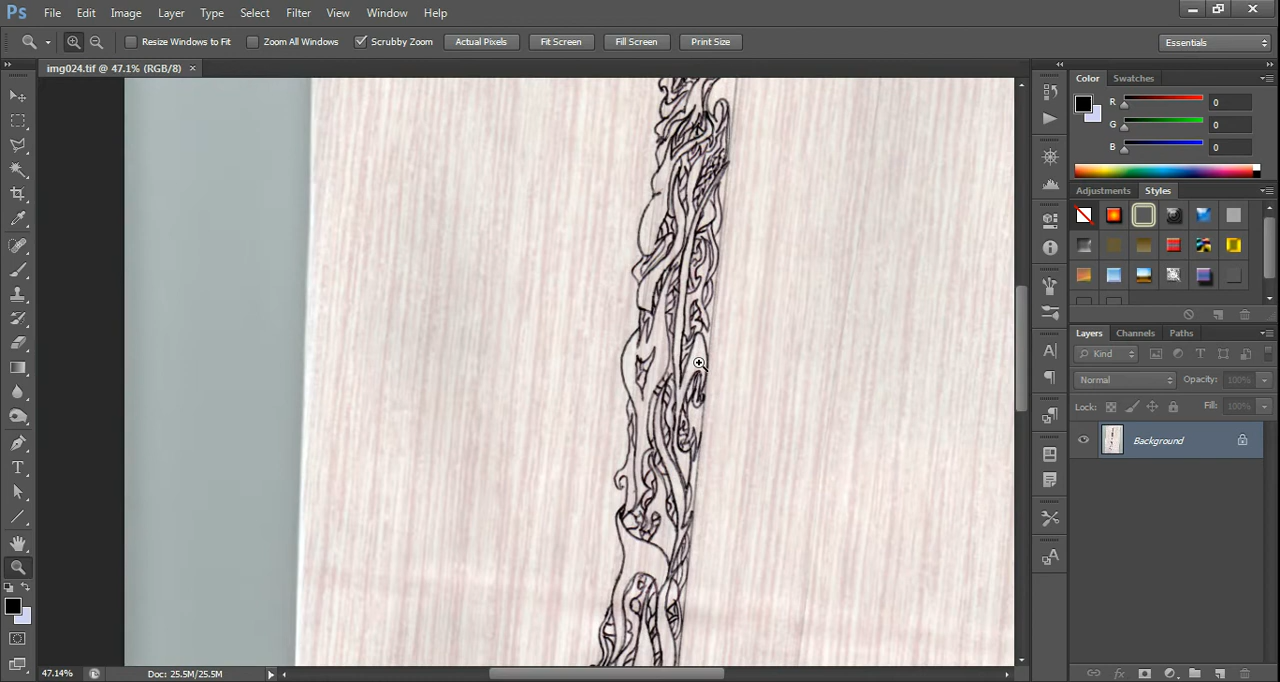 Ps File Edit Image Layer Type Select Filter View Window Help
Resize Windows to Fit Zoom All Windows Scrubby Zoom Actual Pixels Fit Screen Fill Screen Print Size Essentials
img024.tif @ 47.1% (RGB/8) ×
Color Swatches
R 0
G 0
B 0
Adjustments Styles
Layers Channels Paths
Kind
Normal Opacity: 100%
Lock: Fill: 100%
Background
47.14% Doc: 25.5M/25.5M